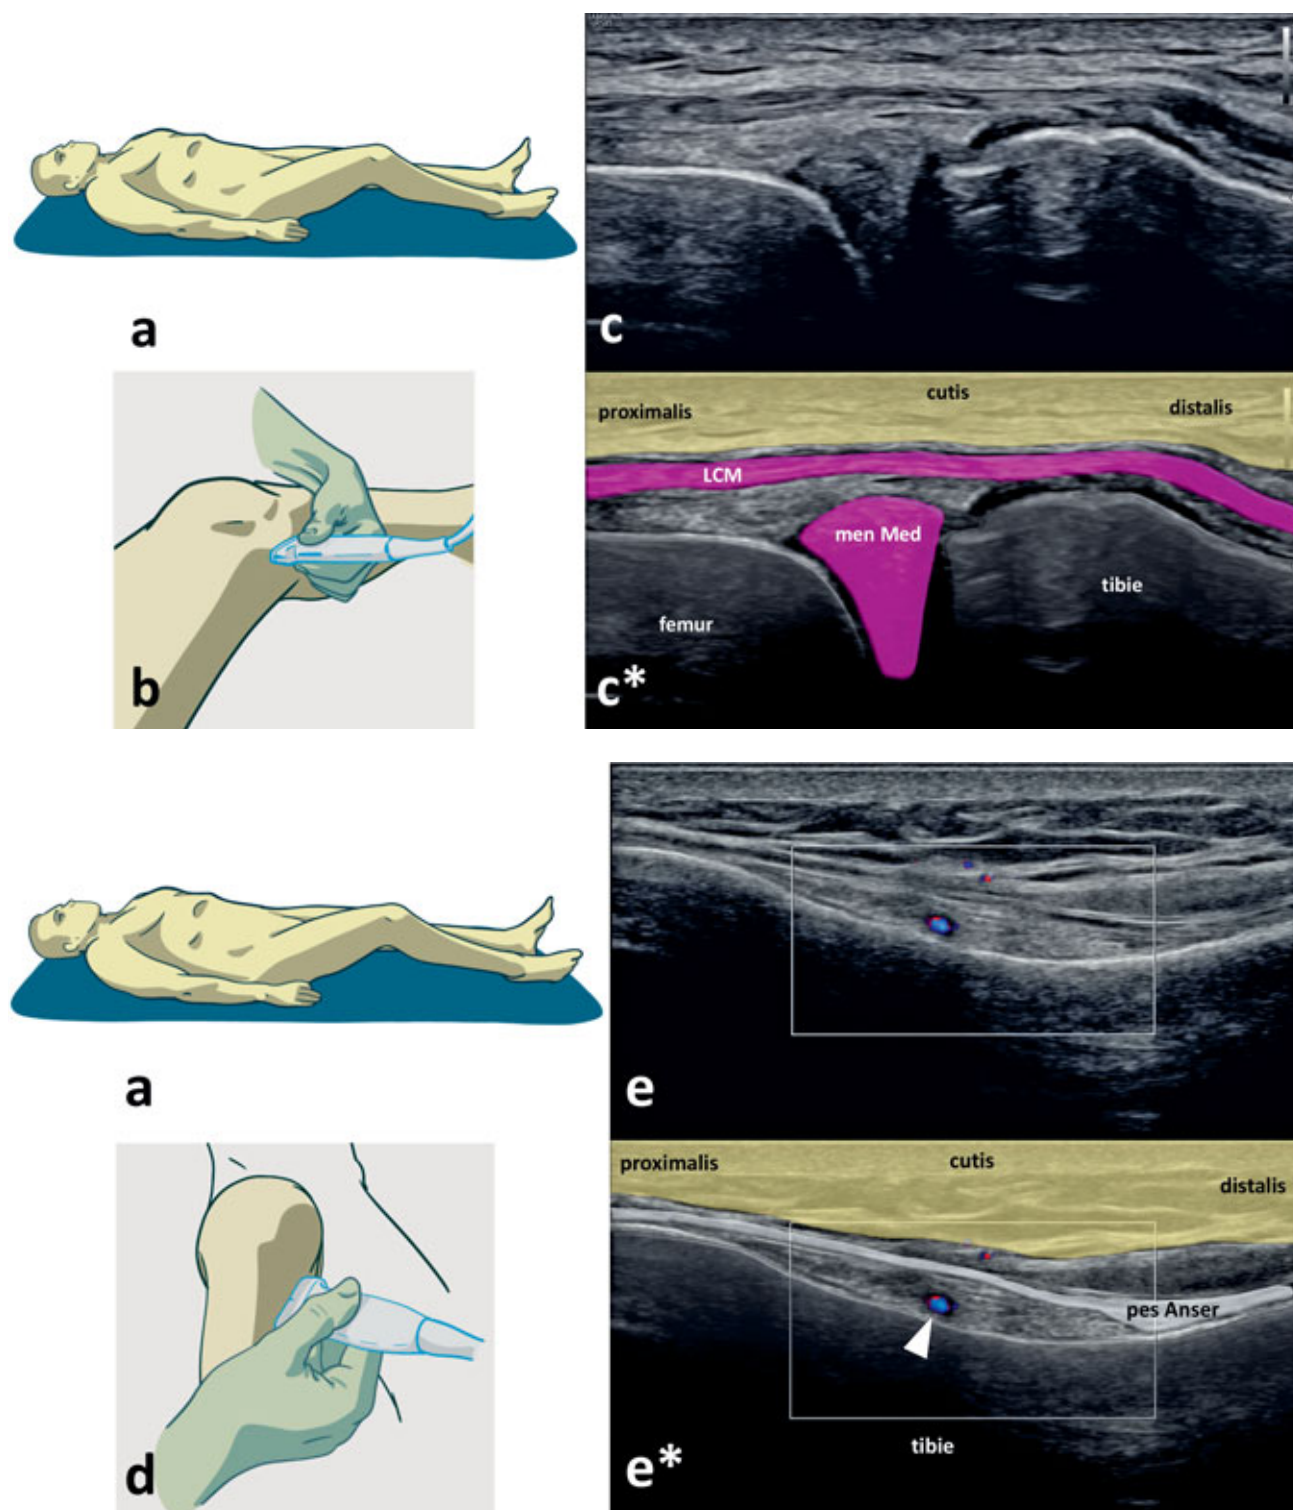 a
c
b
proximalis
cutis
distalis
LCM
men Med
femur
tibie
c*
a
e
d
proximalis
cutis
distalis
pes Anser
tibie
e*